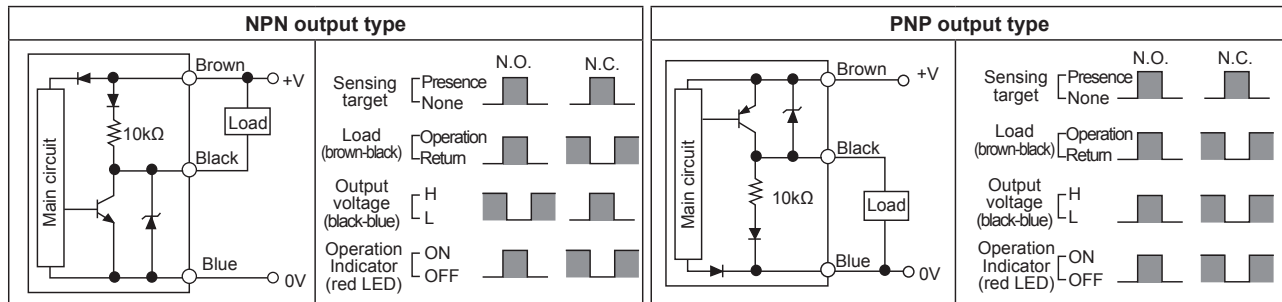 NPN output type
Brown
+V
10kΩ
Load
Black
Main circuit
Blue
0V
N.O. N.C.
Sensing target Presence None
Load (brown-black) Operation Return
Output voltage (black-blue) H L
Operation Indicator (red LED) ON OFF
PNP output type
Brown
+V
Black
10kΩ
Load
Main circuit
Blue
0V
N.O. N.C.
Sensing target Presence None
Load (brown-black) Operation Return
Output voltage (black-blue) H L
Operation Indicator (red LED) ON OFF